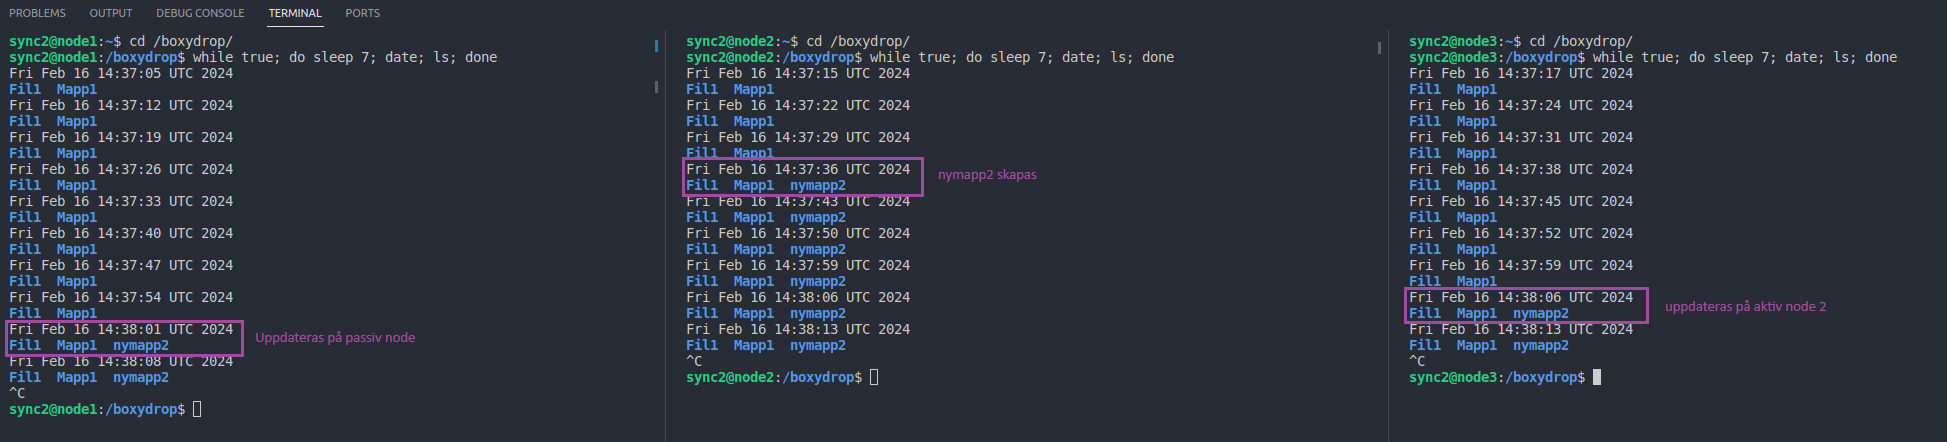 PROBLEMS OUTPUT DEBUG CONSOLE TERMINAL PORTS
sync2@node1:~$ cd /boxydrop/
sync2@node1:/boxydrop$ while true; do sleep 7; date; ls; done
Fri Feb 16 14:37:05 UTC 2024
Fil1 Mapp1
Fri Feb 16 14:37:12 UTC 2024
Fil1 Mapp1
Fri Feb 16 14:37:19 UTC 2024
Fil1 Mapp1
Fri Feb 16 14:37:26 UTC 2024
Fil1 Mapp1
Fri Feb 16 14:37:33 UTC 2024
Fil1 Mapp1
Fri Feb 16 14:37:40 UTC 2024
Fil1 Mapp1
Fri Feb 16 14:37:47 UTC 2024
Fil1 Mapp1
Fri Feb 16 14:37:54 UTC 2024
Fil1 Mapp1
Fri Feb 16 14:38:01 UTC 2024
Fil1 Mapp1 nymapp2
Uppdateras på passiv node
Fri Feb 16 14:38:08 UTC 2024
Fil1 Mapp1 nymapp2
^C
sync2@node1:/boxydrop$
sync2@node2:~$ cd /boxydrop/
sync2@node2:/boxydrop$ while true; do sleep 7; date; ls; done
Fri Feb 16 14:37:15 UTC 2024
Fil1 Mapp1
Fri Feb 16 14:37:22 UTC 2024
Fil1 Mapp1
Fri Feb 16 14:37:29 UTC 2024
Fil1 Mapp1
Fri Feb 16 14:37:36 UTC 2024
Fil1 Mapp1 nymapp2
nymapp2 skapas
Fri Feb 16 14:37:43 UTC 2024
Fil1 Mapp1 nymapp2
Fri Feb 16 14:37:50 UTC 2024
Fil1 Mapp1 nymapp2
Fri Feb 16 14:37:59 UTC 2024
Fil1 Mapp1 nymapp2
Fri Feb 16 14:38:06 UTC 2024
Fil1 Mapp1 nymapp2
Fri Feb 16 14:38:13 UTC 2024
Fil1 Mapp1 nymapp2
^C
sync2@node2:/boxydrop$
sync2@node3:~$ cd /boxydrop/
sync2@node3:/boxydrop$ while true; do sleep 7; date; ls; done
Fri Feb 16 14:37:17 UTC 2024
Fil1 Mapp1
Fri Feb 16 14:37:24 UTC 2024
Fil1 Mapp1
Fri Feb 16 14:37:31 UTC 2024
Fil1 Mapp1
Fri Feb 16 14:37:38 UTC 2024
Fil1 Mapp1
Fri Feb 16 14:37:45 UTC 2024
Fil1 Mapp1
Fri Feb 16 14:37:52 UTC 2024
Fil1 Mapp1
Fri Feb 16 14:37:59 UTC 2024
Fil1 Mapp1
Fri Feb 16 14:38:06 UTC 2024
Fil1 Mapp1 nymapp2
uppdateras på aktiv node 2
Fri Feb 16 14:38:13 UTC 2024
Fil1 Mapp1 nymapp2
^C
sync2@node3:/boxydrop$